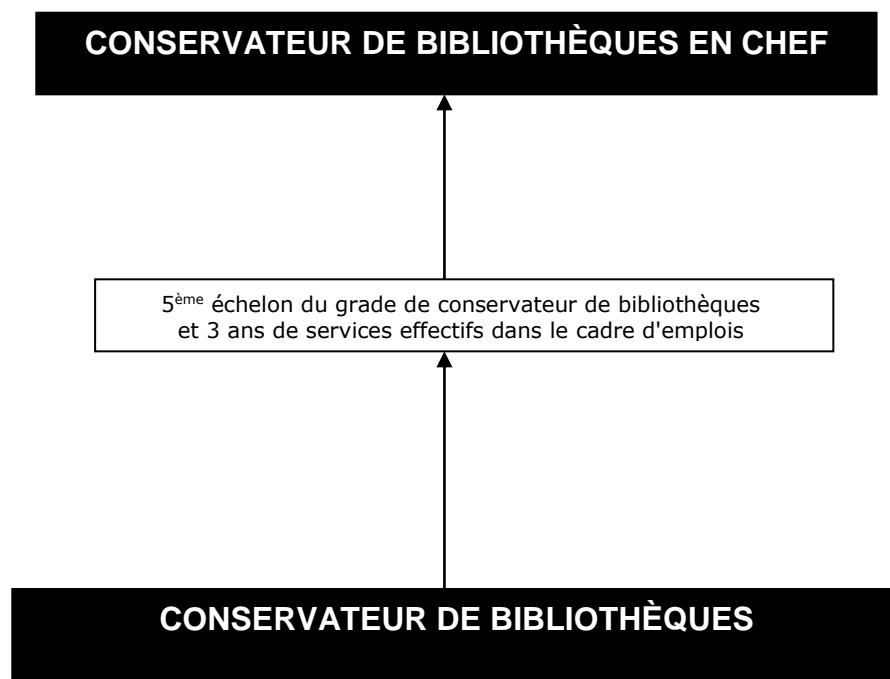 CONSERVATEUR DE BIBLIOTHÈQUES EN CHEF
5ème échelon du grade de conservateur de bibliothèques
et 3 ans de services effectifs dans le cadre d'emplois
CONSERVATEUR DE BIBLIOTHÈQUES